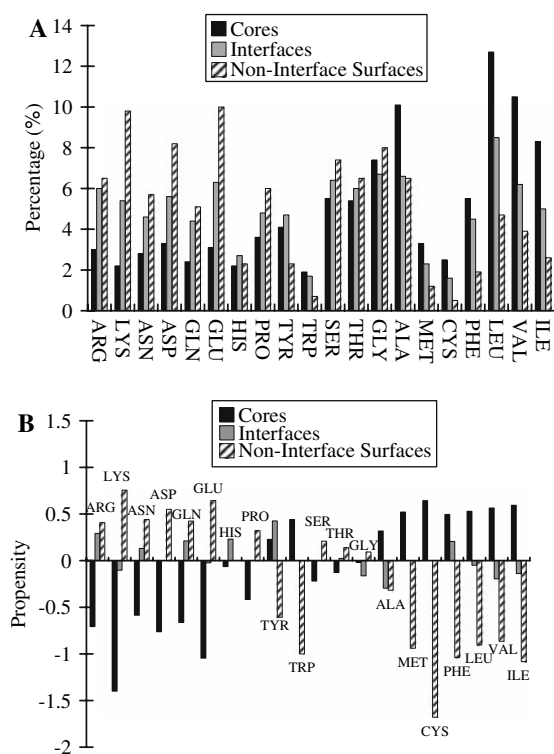 A
Cores
Interfaces
Non-Interface Surfaces
Percentage (%)
14
12
10
8
6
4
2
0
ARG
LYS
ASN
ASP
GLN
GLU
HIS
PRO
TYR
TRP
SER
THR
GLY
ALA
MET
CYS
PHE
LEU
VAL
ILE
B
Cores
Interfaces
Non-Interface Surfaces
Propensity
1.5
1
0.5
0
-0.5
-1
-1.5
-2
ARG
LYS
ASN
ASP
GLN
GLU
HIS
PRO
TYR
TRP
SER
THR
GLY
ALA
MET
CYS
PHE
LEU
VAL
ILE